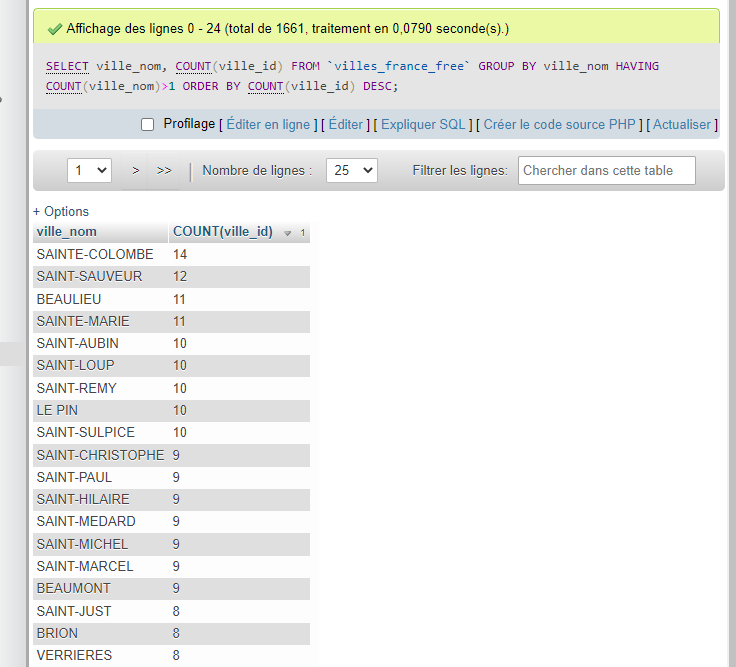 Affichage des lignes 0 - 24 (total de 1661, traitement en 0,0790 seconde(s).)
SELECT ville_nom, COUNT(ville_id) FROM `villes_france_free` GROUP BY ville_nom HAVING
COUNT(ville_nom)>1 ORDER BY COUNT(ville_id) DESC;
Profilage [ Éditer en ligne ] [ Éditer ] [ Expliquer SQL ] [ Créer le code source PHP ] [ Actualiser ]
1 > >> | Nombre de lignes : 25 Filtrer les lignes: Chercher dans cette table
+ Options
ville_nom COUNT(ville_id) 1
SAINTE-COLOMBE 14
SAINT-SAUVEUR 12
BEAULIEU 11
SAINTE-MARIE 11
SAINT-AUBIN 10
SAINT-LOUP 10
SAINT-REMY 10
LE PIN 10
SAINT-SULPICE 10
SAINT-CHRISTOPHE 9
SAINT-PAUL 9
SAINT-HILAIRE 9
SAINT-MEDARD 9
SAINT-MICHEL 9
SAINT-MARCEL 9
BEAUMONT 9
SAINT-JUST 8
BRION 8
VERRIERES 8